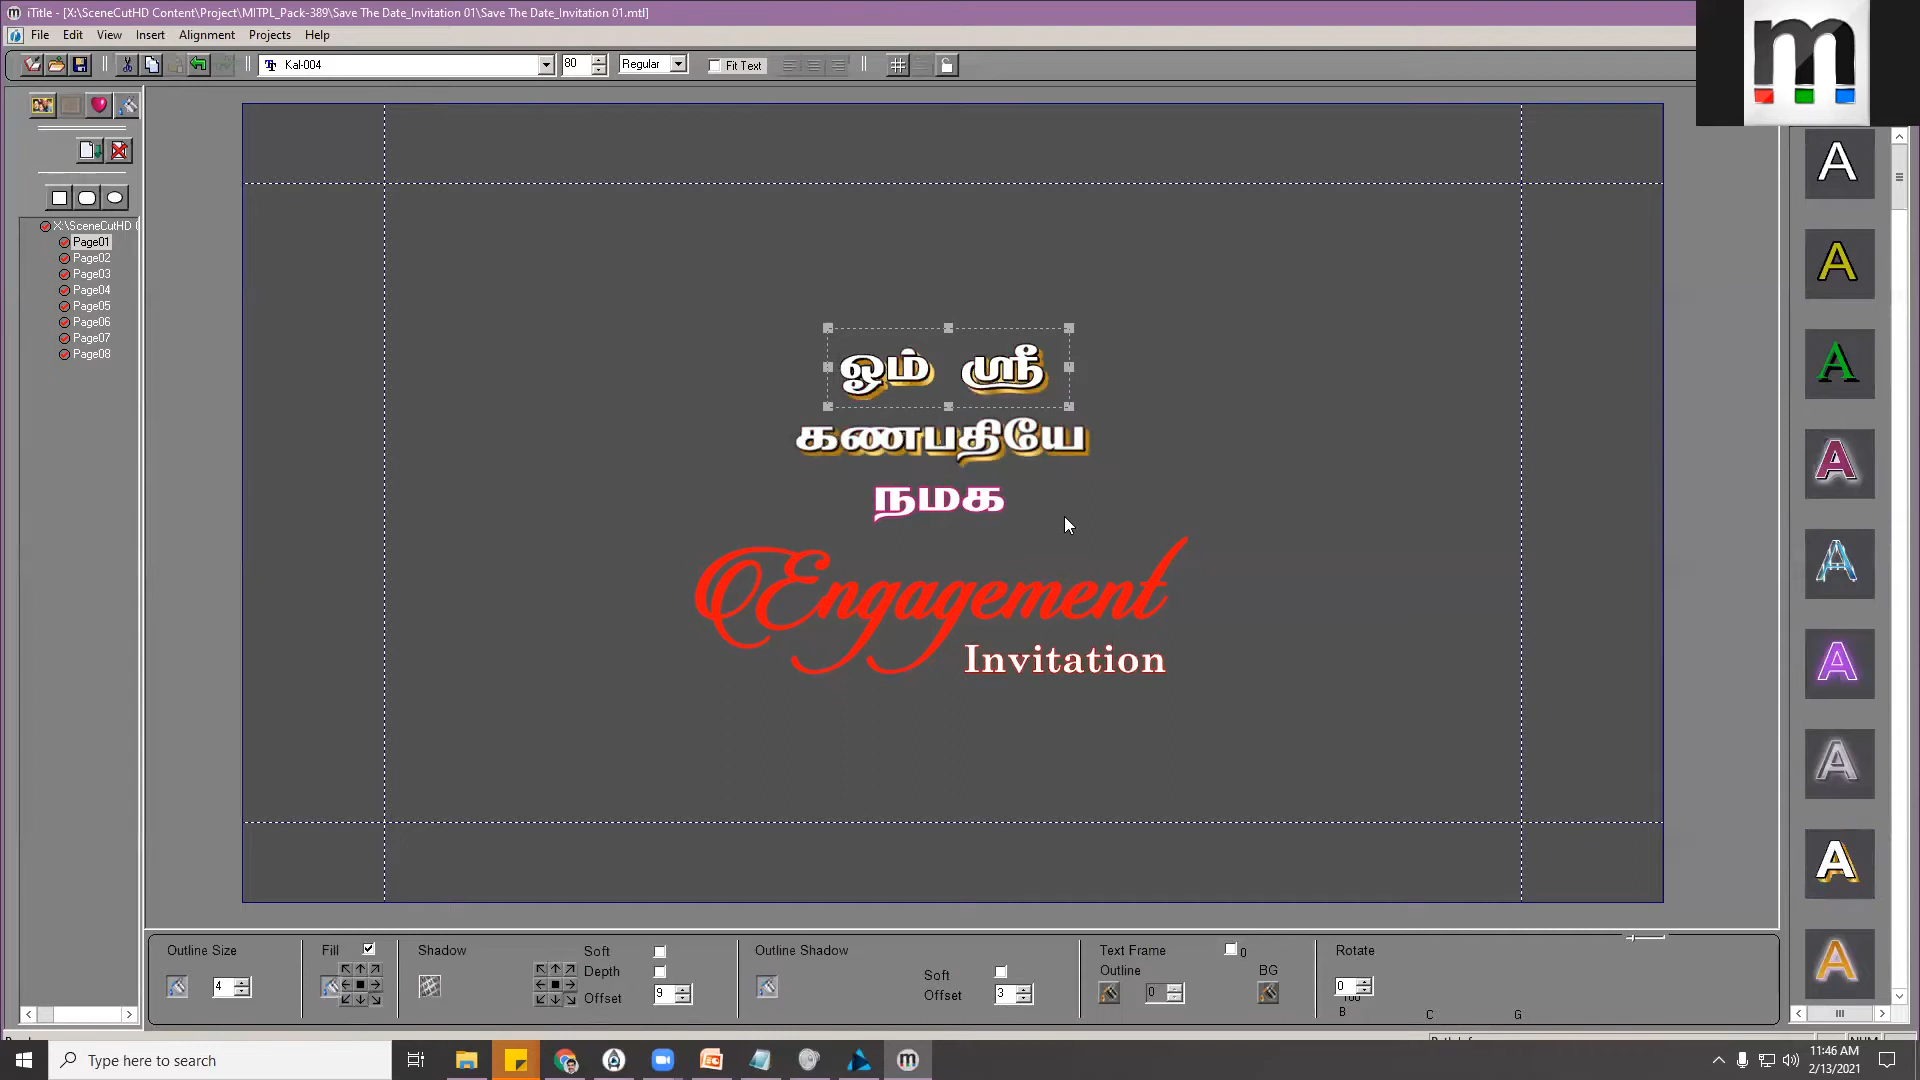 iTitle - [X:\SceneCutHD Content\Project\MITPL_Pack-389\Save The Date_Invitation 01\Save The Date_Invitation 01.mtl]
File Edit View Insert Alignment Projects Help
Kal-004 80 Regular Fit Text
X:\SceneCutHD
Page01
Page02
Page03
Page04
Page05
Page06
Page07
Page08
ஓம் ஸ்ரீ
கணபதியே
நமக
Engagement
Invitation
A
A
A
A
A
A
A
A
A
Outline Size
4
Fill
Shadow
Soft
Depth
Offset 9
Outline Shadow
Soft
Offset 3
Text Frame 0
Outline BG
0
Rotate
0
B C G
Type here to search
11:46 AM
2/13/2021